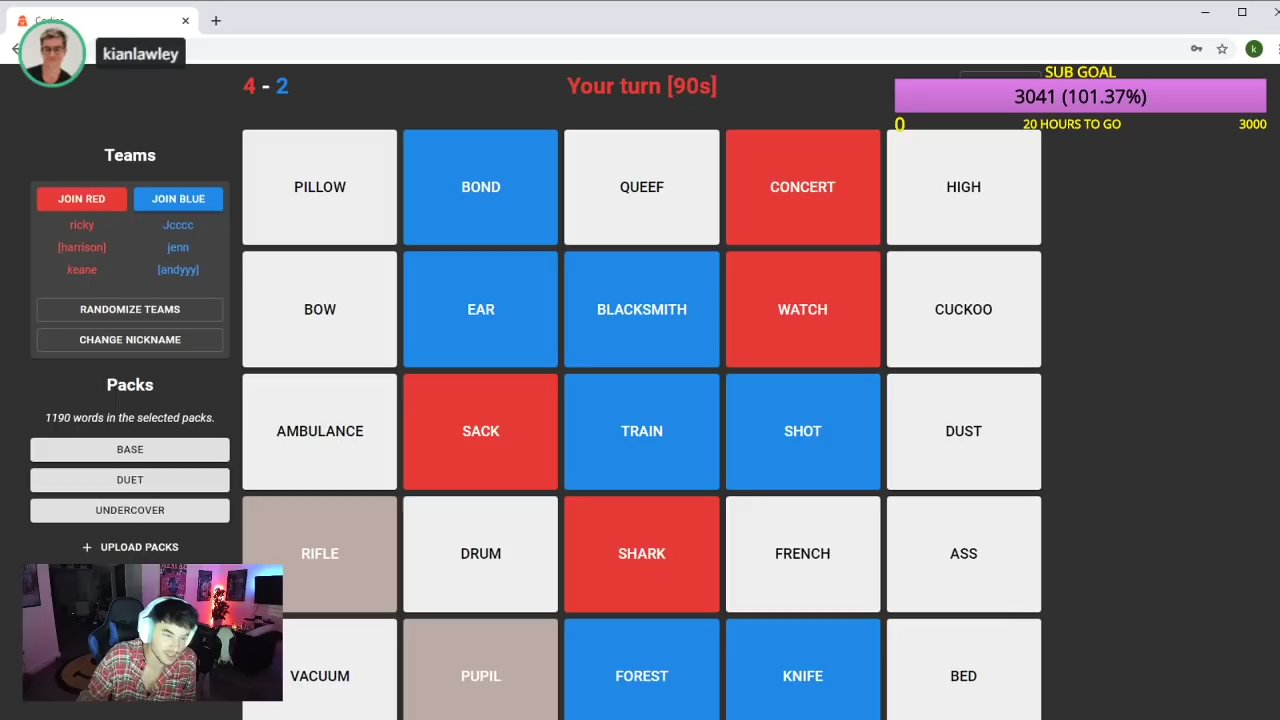 Codies
kianlawley
4 - 2
Your turn [90s]
SUB GOAL
3041 (101.37%)
0
20 HOURS TO GO
3000
Teams
JOIN RED
JOIN BLUE
ricky
Jcccc
[harrison]
jenn
keane
[andyyy]
RANDOMIZE TEAMS
CHANGE NICKNAME
Packs
1190 words in the selected packs.
BASE
DUET
UNDERCOVER
+ UPLOAD PACKS
PILLOW
BOND
QUEEF
CONCERT
HIGH
BOW
EAR
BLACKSMITH
WATCH
CUCKOO
AMBULANCE
SACK
TRAIN
SHOT
DUST
RIFLE
DRUM
SHARK
FRENCH
ASS
VACUUM
PUPIL
FOREST
KNIFE
BED
k